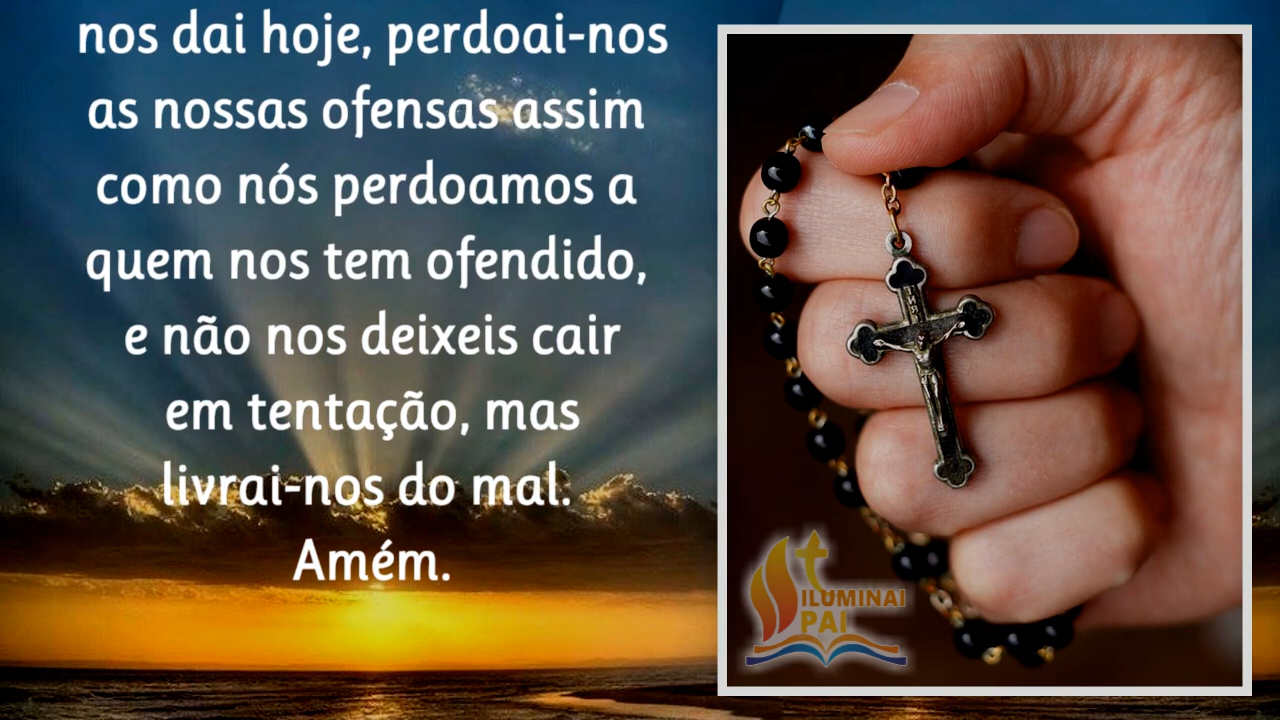 nos dai hoje, perdoai-nos
as nossas ofensas assim
como nós perdoamos a
quem nos tem ofendido,
e não nos deixeis cair
em tentação, mas
livrai-nos do mal.
Amém.
ILUMINAI
PAI